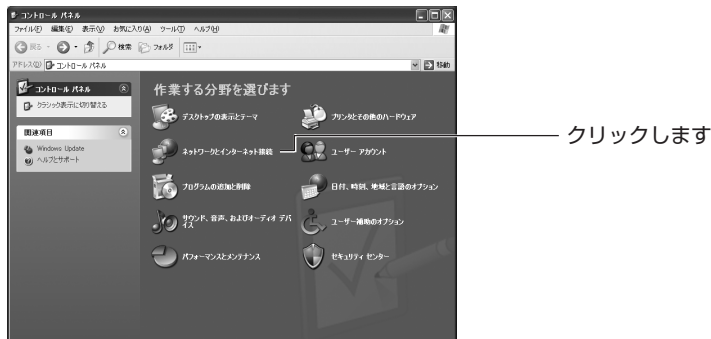 コントロール パネル
ファイル(F) 編集(E) 表示(V) お気に入り(A) ツール(T) ヘルプ(H)
戻る 検索 フォルダ
アドレス(D) コントロール パネル 移動
コントロール パネル
クラシック表示に切り替える
関連項目
Windows Update
ヘルプとサポート
作業する分野を選びます
デスクトップの表示とテーマ
プリンタとその他のハードウェア
ネットワークとインターネット接続
ユーザー アカウント
プログラムの追加と削除
日付、時刻、地域と言語のオプション
サウンド、音声、およびオーディオ デバ
イス
ユーザー補助のオプション
パフォーマンスとメンテナンス
セキュリティ センター
クリックします